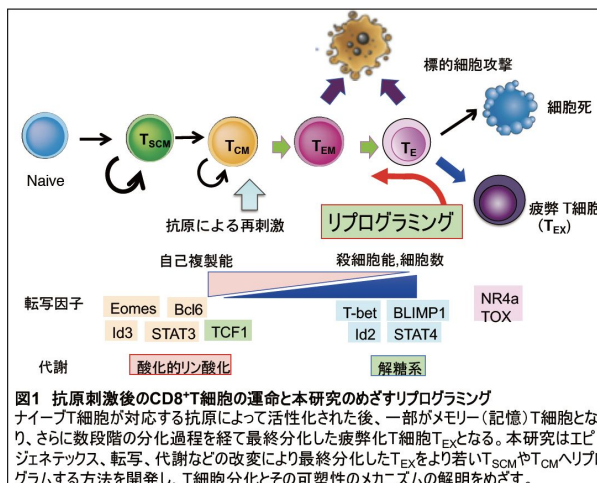 標的細胞攻撃
細胞死
TSCM
TCM
TEM
TE
Naive
抗原による再刺激
リプログラミング
疲弊 T細胞
(TEX)
自己複製能
殺細胞能,細胞数
転写因子
Eomes Bcl6
Id3 STAT3 TCF1
T-bet BLIMP1
Id2 STAT4
NR4a
TOX
代謝
酸化的リン酸化
解糖系
図1 抗原刺激後のCD8+T細胞の運命と本研究のめざすリプログラミング
ナイーブT細胞が対応する抗原によって活性化された後、一部がメモリー(記憶)T細胞とな
り、さらに数段階の分化過程を経て最終分化した疲弊化T細胞TEXとなる。本研究はエピ
ジェネテックス、転写、代謝などの改変により最終分化したTEXをより若いTSCMやTCMへリプロ
グラムする方法を開発し、T細胞分化とその可塑性のメカニズムの解明をめざす。